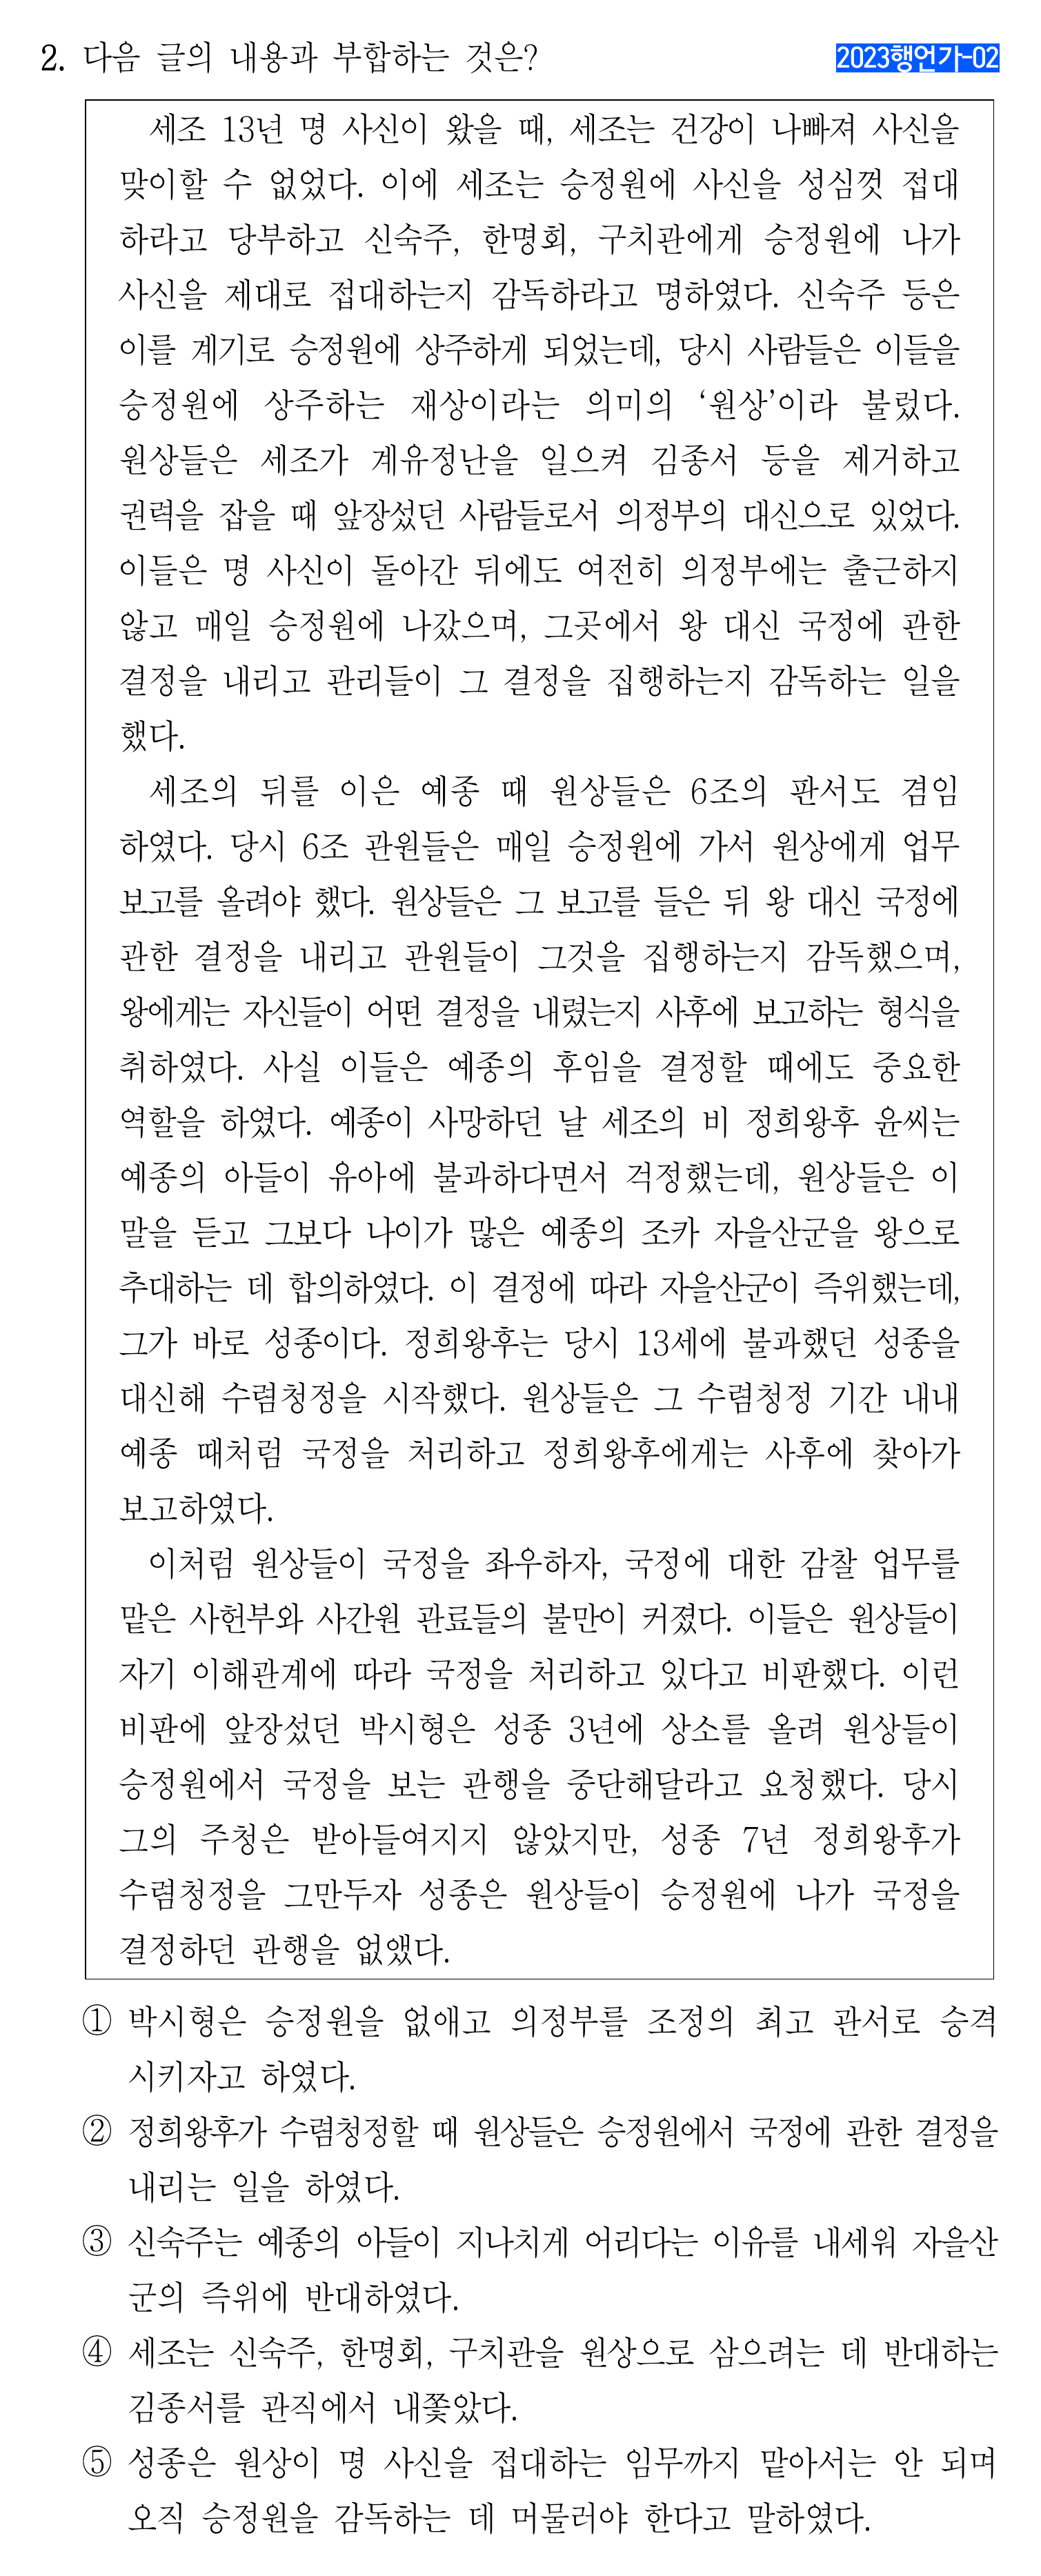 2. 다음 글의 내용과 부합하는 것은? 2023행언가-02
세조 13년 명 사신이 왔을 때, 세조는 건강이 나빠져 사신을
맞이할 수 없었다. 이에 세조는 승정원에 사신을 성심껏 접대
하라고 당부하고 신숙주, 한명회, 구치관에게 승정원에 나가
사신을 제대로 접대하는지 감독하라고 명하였다. 신숙주 등은
이를 계기로 승정원에 상주하게 되었는데, 당시 사람들은 이들을
승정원에 상주하는 재상이라는 의미의 ‘원상’이라 불렀다.
원상들은 세조가 계유정난을 일으켜 김종서 등을 제거하고
권력을 잡을 때 앞장섰던 사람들로서 의정부의 대신으로 있었다.
이들은 명 사신이 돌아간 뒤에도 여전히 의정부에는 출근하지
않고 매일 승정원에 나갔으며, 그곳에서 왕 대신 국정에 관한
결정을 내리고 관리들이 그 결정을 집행하는지 감독하는 일을
했다.
세조의 뒤를 이은 예종 때 원상들은 6조의 판서도 겸임
하였다. 당시 6조 관원들은 매일 승정원에 가서 원상에게 업무
보고를 올려야 했다. 원상들은 그 보고를 들은 뒤 왕 대신 국정에
관한 결정을 내리고 관원들이 그것을 집행하는지 감독했으며,
왕에게는 자신들이 어떤 결정을 내렸는지 사후에 보고하는 형식을
취하였다. 사실 이들은 예종의 후임을 결정할 때에도 중요한
역할을 하였다. 예종이 사망하던 날 세조의 비 정희왕후 윤씨는
예종의 아들이 유아에 불과하다면서 걱정했는데, 원상들은 이
말을 듣고 그보다 나이가 많은 예종의 조카 자을산군을 왕으로
추대하는 데 합의하였다. 이 결정에 따라 자을산군이 즉위했는데,
그가 바로 성종이다. 정희왕후는 당시 13세에 불과했던 성종을
대신해 수렴청정을 시작했다. 원상들은 그 수렴청정 기간 내내
예종 때처럼 국정을 처리하고 정희왕후에게는 사후에 찾아가
보고하였다.
이처럼 원상들이 국정을 좌우하자, 국정에 대한 감찰 업무를
맡은 사헌부와 사간원 관료들의 불만이 커졌다. 이들은 원상들이
자기 이해관계에 따라 국정을 처리하고 있다고 비판했다. 이런
비판에 앞장섰던 박시형은 성종 3년에 상소를 올려 원상들이
승정원에서 국정을 보는 관행을 중단해달라고 요청했다. 당시
그의 주청은 받아들여지지 않았지만, 성종 7년 정희왕후가
수렴청정을 그만두자 성종은 원상들이 승정원에 나가 국정을
결정하던 관행을 없앴다.
① 박시형은 승정원을 없애고 의정부를 조정의 최고 관서로 승격
시키자고 하였다.
② 정희왕후가 수렴청정할 때 원상들은 승정원에서 국정에 관한 결정을
내리는 일을 하였다.
③ 신숙주는 예종의 아들이 지나치게 어리다는 이유를 내세워 자을산
군의 즉위에 반대하였다.
④ 세조는 신숙주, 한명회, 구치관을 원상으로 삼으려는 데 반대하는
김종서를 관직에서 내쫓았다.
⑤ 성종은 원상이 명 사신을 접대하는 임무까지 맡아서는 안 되며
오직 승정원을 감독하는 데 머물러야 한다고 말하였다.